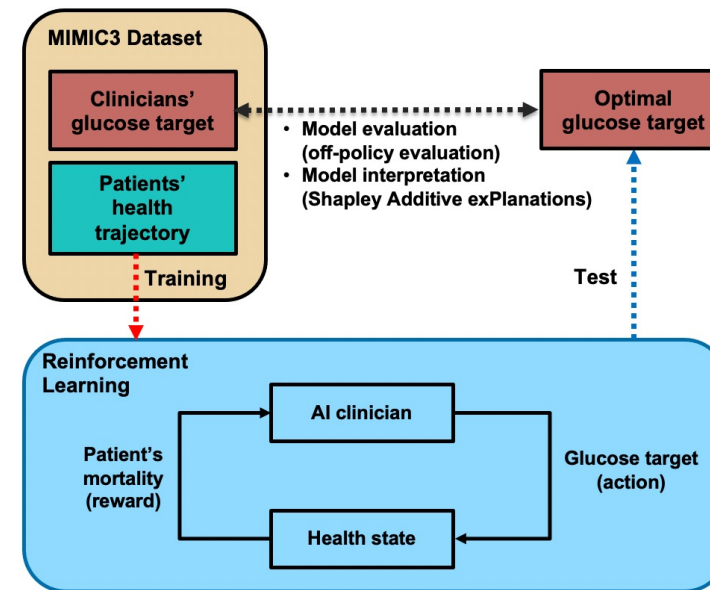 MIMIC3 Dataset
Clinicians'
glucose target
Patients'
health
trajectory
• Model evaluation
(off-policy evaluation)
• Model interpretation
(Shapley Additive exPlanations)
Optimal
glucose target
Training
Test
Reinforcement
Learning
AI clinician
Patient's
mortality
(reward)
Glucose target
(action)
Health state